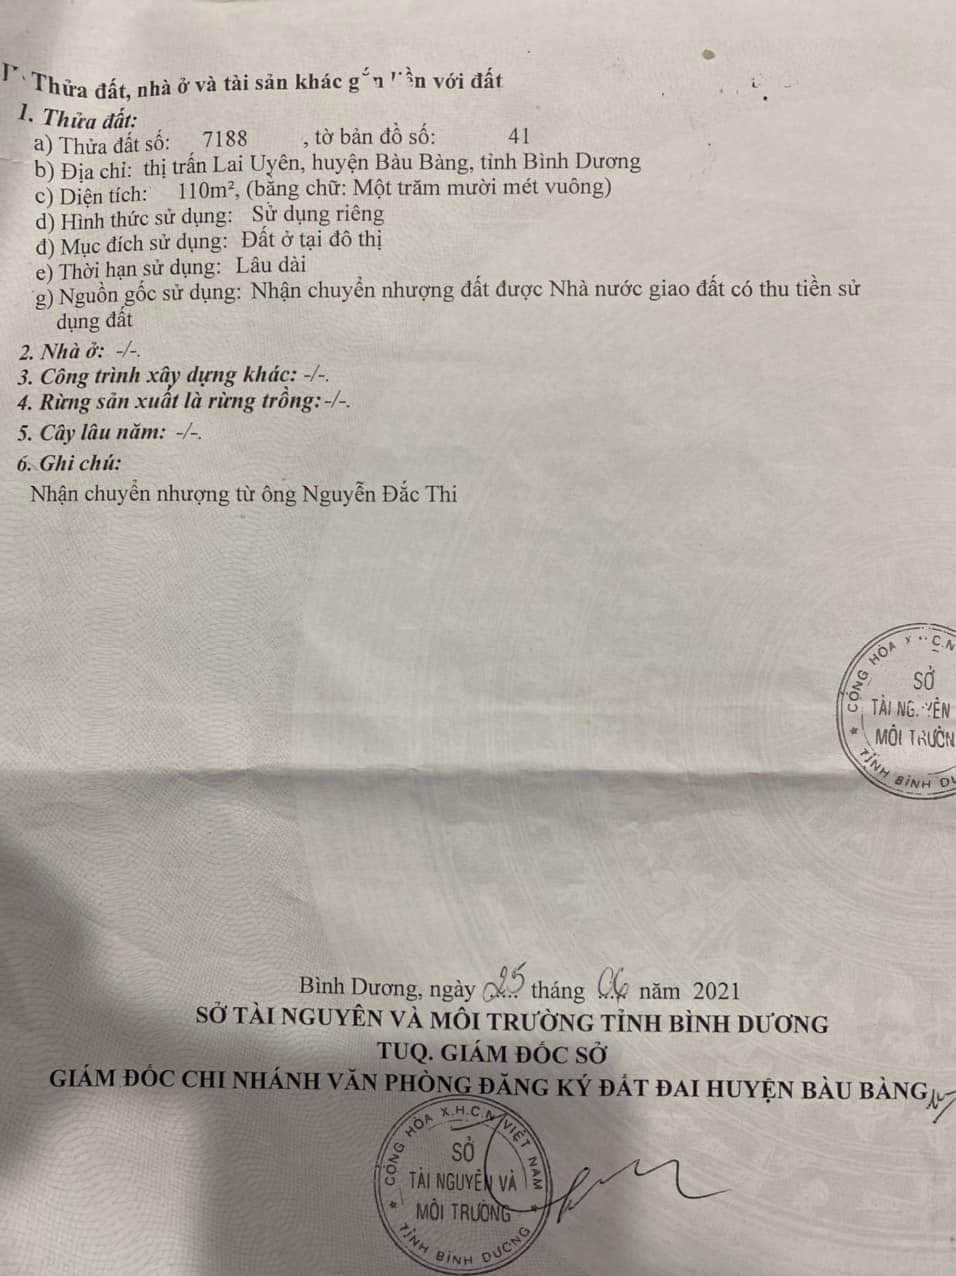 Thửa đất, nhà ở và tài sản khác gắn liền với đất
1. Thửa đất:
a) Thửa đất số: 7188 , tờ bản đồ số: 41
b) Địa chỉ: thị trấn Lai Uyên, huyện Bàu Bàng, tỉnh Bình Dương
c) Diện tích: 110m², (bằng chữ: Một trăm mười mét vuông)
d) Hình thức sử dụng: Sử dụng riêng
đ) Mục đích sử dụng: Đất ở tại đô thị
e) Thời hạn sử dụng: Lâu dài
g) Nguồn gốc sử dụng: Nhận chuyển nhượng đất được Nhà nước giao đất có thu tiền sử
dụng đất
2. Nhà ở: -/-.
3. Công trình xây dựng khác: -/-.
4. Rừng sản xuất là rừng trồng: -/-.
5. Cây lâu năm: -/-.
6. Ghi chú:
Nhận chuyển nhượng từ ông Nguyễn Đắc Thi
CỘNG HÒA X.H.C.N
SỞ
TÀI NGUYÊN
MÔI TRƯỜN
TỈNH BÌNH DƯ
Bình Dương, ngày 25 tháng 06 năm 2021
SỞ TÀI NGUYÊN VÀ MÔI TRƯỜNG TỈNH BÌNH DƯƠNG
TUQ. GIÁM ĐỐC SỞ
GIÁM ĐỐC CHI NHÁNH VĂN PHÒNG ĐĂNG KÝ ĐẤT ĐAI HUYỆN BÀU BÀNG
CỘNG HÒA X.H.C.N VIỆT NAM
SỞ
TÀI NGUYÊN VÀ
MÔI TRƯỜNG
TỈNH BÌNH DƯƠNG